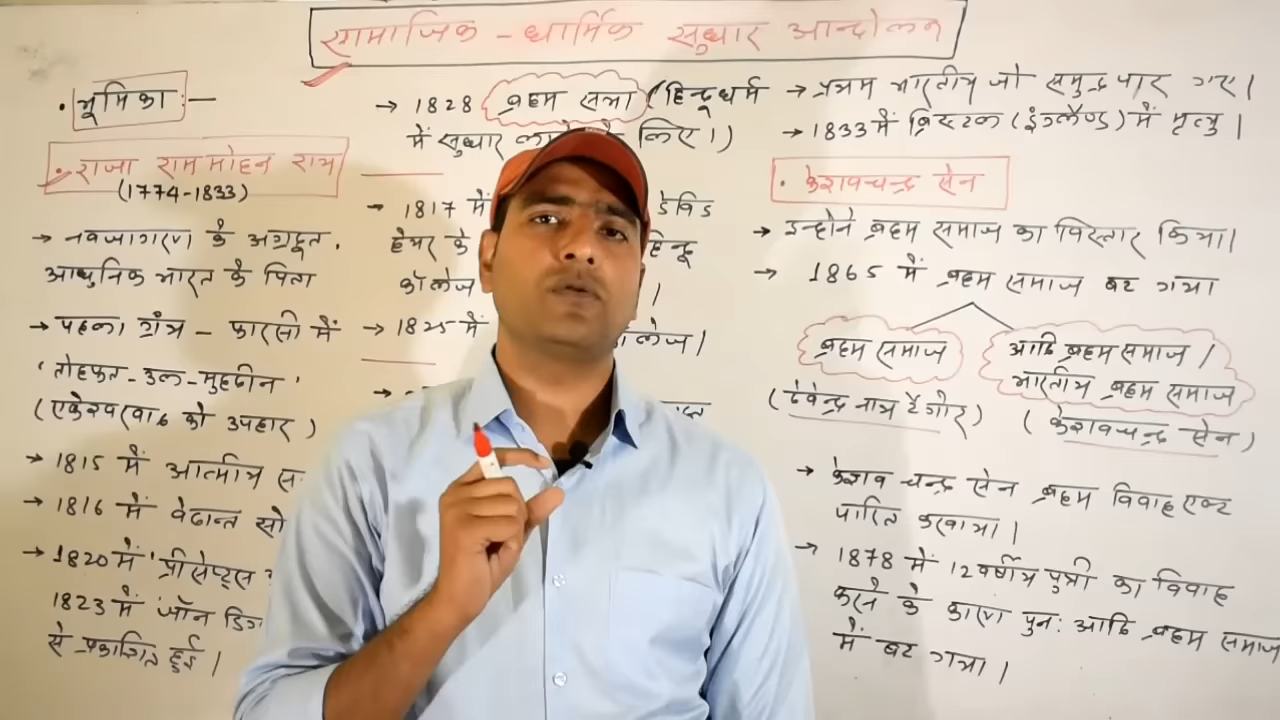 सामाजिक - धार्मिक सुधार आन्दोलन
· भूमिका: —
· राजा राम मोहन राय
(1774-1833)
→ नवजागरण के अग्रदूत,
आधुनिक भारत के पिता
→ पहला ग्रंथ - फारसी में
'तोहफत-उल-मुहदीन'
(एकेश्वरवाद को उपहार)
→ 1815 में आत्मीय स
→ 1816 में वेदान्त सो
→ 1820 में 'प्रीसेप्ट्स
1823 में जॉन डिग
से प्रकाशित हुई।
→ 1828 ब्रह्म सभा (हिन्दू धर्म
में सुधार लाने के लिए।)
→ 1817 में डेविड
हेयर के हिन्दू
कॉलेज ।
→ 1825 में लेज।
→ प्रथम भारतीय जो समुद्र पार गए।
→ 1833 में ब्रिस्टल (इंग्लैण्ड) में मृत्यु।
· केशवचन्द्र सेन
→ इन्होने ब्रह्म समाज का विस्तार किया।
→ 1865 में ब्रह्म समाज बट गया
ब्रह्म समाज
(देवेन्द्र नाथ टैगोर)
आदि ब्रह्म समाज /
भारतीय ब्रह्म समाज
(केशवचन्द्र सेन)
→ केशव चन्द्र सेन ब्रह्म विवाह एक्ट
पारित करवाया।
→ 1878 में 12 वर्षीय पुत्री का विवाह
करने के कारण पुन: आदि ब्रह्म समाज
में बट गया।